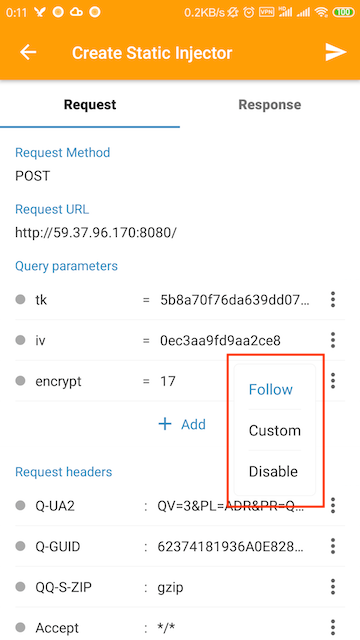 0:11 0.2KB/s VPN 100
Create Static Injector
Request Response
Request Method
POST
Request URL
http://59.37.96.170:8080/
Query parameters
tk = 5b8a70f76da639dd07...
iv = 0ec3aa9fd9aa2ce8
encrypt = 17
Follow
+ Add
Custom
Disable
Request headers
Q-UA2 : QV=3&PL=ADR&PR=Q...
Q-GUID : 62374181936A0E828...
QQ-S-ZIP : gzip
Accept : */*